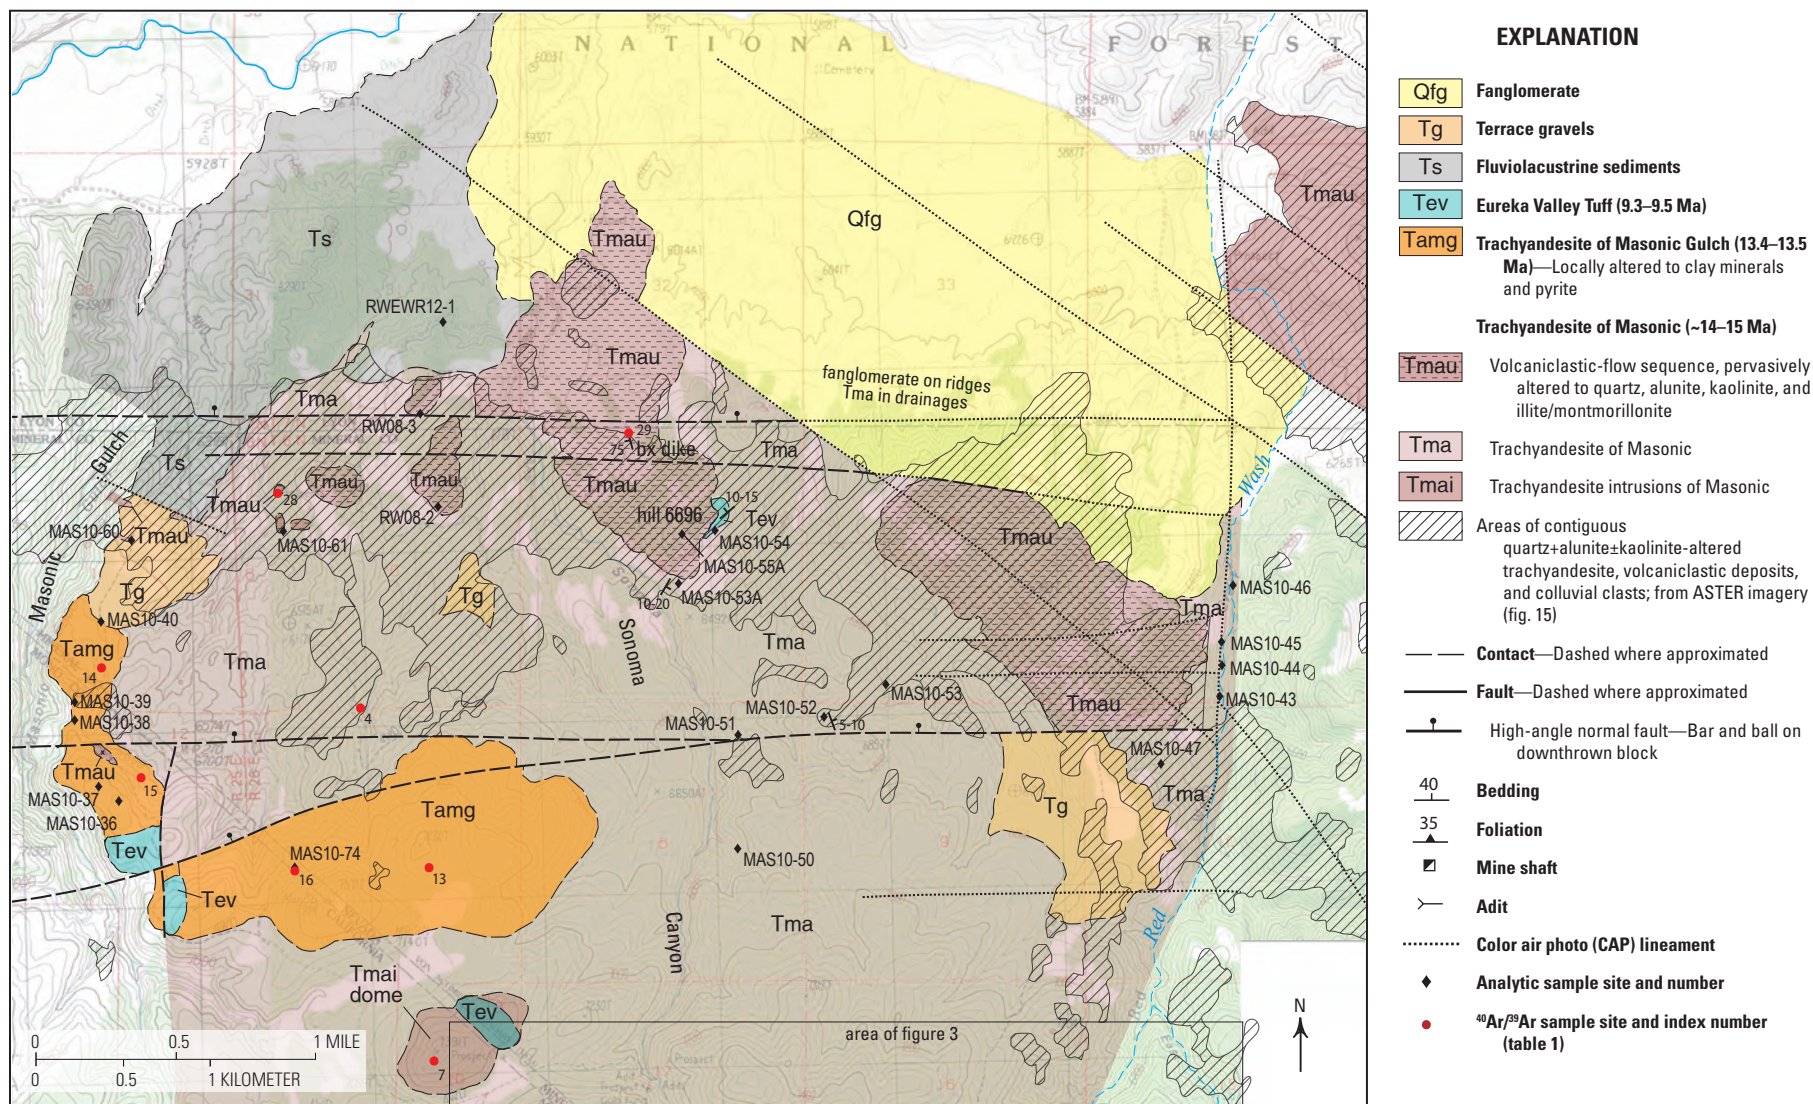 NATIONAL FOREST
Cemetery
5928T
Qfg
Tmau
Ts
Tmau
RWEWR12-1
Tmau
fanglomerate on ridges
Tma in drainages
Tma
RW08-3
29
75
bx dike
Tma
Gulch
Ts
Tmau
28
Tmau
Tmau
Tmau
10-15
Wash
RW08-2
hill 6696
Tev
MAS10-60
Tmau
MAS10-61
MAS10-54
Tmau
MAS10-55A
Masonic
Tg
Tg
10-20
MAS10-53A
MAS10-46
Tma
MAS10-40
Sonoma
Tma
Tamg
Tma
MAS10-45
14
MAS10-44
MAS10-39
MAS10-53
MAS10-43
MAS10-38
4
MAS10-51
MAS10-52
5-10
Tmau
MAS10-47
Tmau
15
MAS10-37
Tamg
Tg
Tma
MAS10-36
Tev
MAS10-74
16
13
MAS10-50
Tev
Canyon
Tma
Red
Tmai
dome
Tev
7
area of figure 3
N
0 0.5 1 MILE
0 0.5 1 KILOMETER
EXPLANATION
Qfg Fanglomerate
Tg Terrace gravels
Ts Fluviolacustrine sediments
Tev Eureka Valley Tuff (9.3–9.5 Ma)
Tamg Trachyandesite of Masonic Gulch (13.4–13.5
Ma)—Locally altered to clay minerals
and pyrite
Trachyandesite of Masonic (~14–15 Ma)
Tmau Volcaniclastic-flow sequence, pervasively
altered to quartz, alunite, kaolinite, and
illite/montmorillonite
Tma Trachyandesite of Masonic
Tmai Trachyandesite intrusions of Masonic
Areas of contiguous
quartz+alunite±kaolinite-altered
trachyandesite, volcaniclastic deposits,
and colluvial clasts; from ASTER imagery
(fig. 15)
Contact—Dashed where approximated
Fault—Dashed where approximated
High-angle normal fault—Bar and ball on
downthrown block
40 Bedding
35 Foliation
Mine shaft
Adit
Color air photo (CAP) lineament
Analytic sample site and number
⁴⁰Ar/³⁹Ar sample site and index number
(table 1)